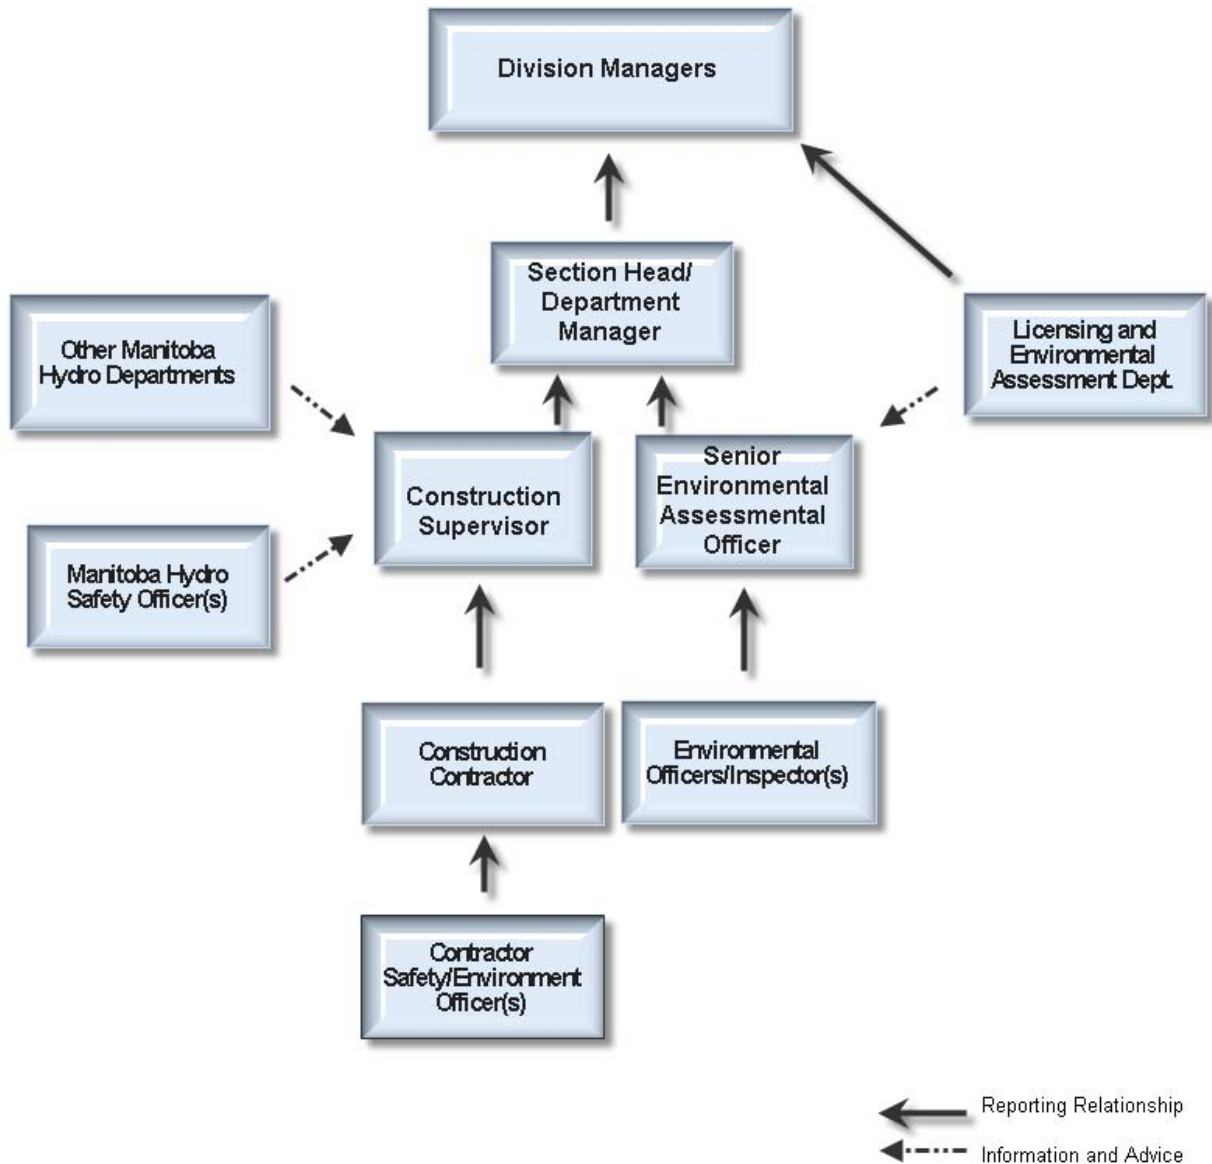 Division Managers
Section Head/
Department
Manager
Other Manitoba
Hydro Departments
Licensing and
Environmental
Assessment Dept.
Construction
Supervisor
Senior
Environmental
Assessmental
Officer
Manitoba Hydro
Safety Officer(s)
Construction
Contractor
Environmental
Officers/Inspector(s)
Contractor
Safety/Environment
Officer(s)
Reporting Relationship
Information and Advice